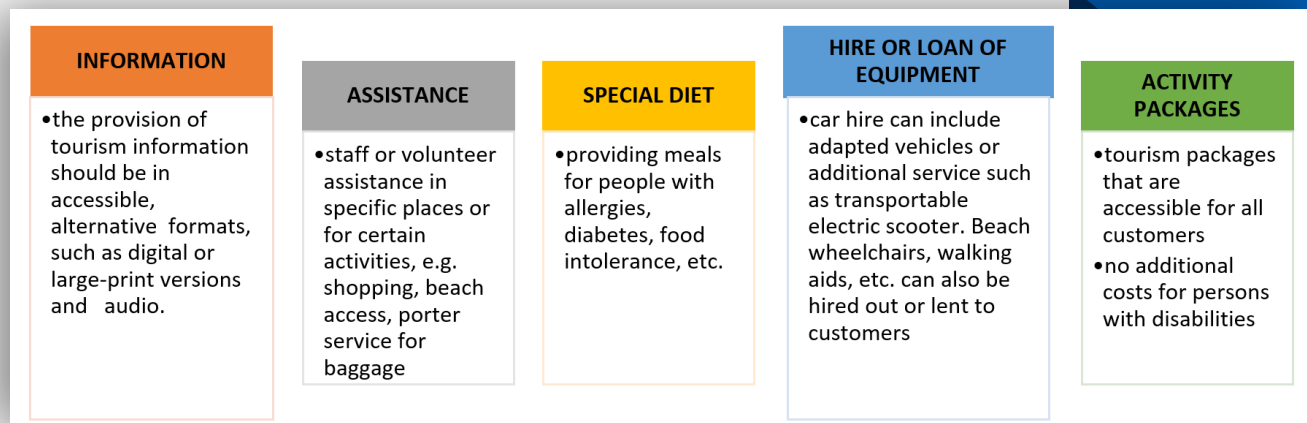 INFORMATION
•the provision of
tourism information
should be in
accessible,
alternative formats,
such as digital or
large-print versions
and audio.
ASSISTANCE
•staff or volunteer
assistance in
specific places or
for certain
activities, e.g.
shopping, beach
access, porter
service for
baggage
SPECIAL DIET
•providing meals
for people with
allergies,
diabetes, food
intolerance, etc.
HIRE OR LOAN OF
EQUIPMENT
•car hire can include
adapted vehicles or
additional service such
as transportable
electric scooter. Beach
wheelchairs, walking
aids, etc. can also be
hired out or lent to
customers
ACTIVITY
PACKAGES
•tourism packages
that are
accessible for all
customers
•no additional
costs for persons
with disabilities